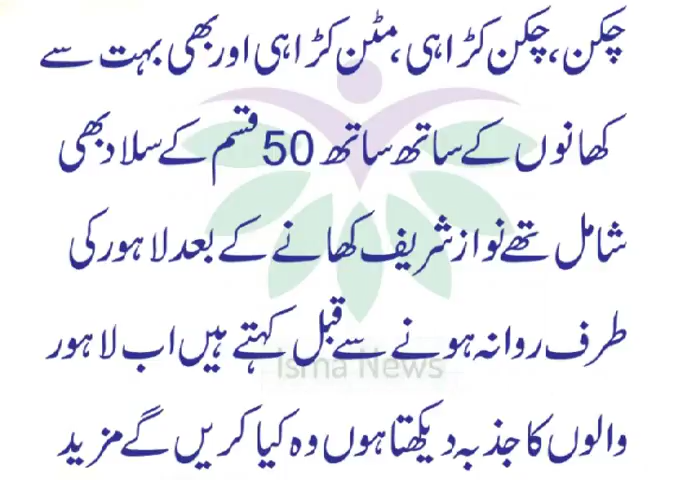 چکن، چکن کڑاہی، مٹن کڑاہی اور بھی بہت سے
کھانوں کے ساتھ ساتھ 50 قسم کے سلاد بھی
شامل تھے نواز شریف کھانے کے بعد لاہور کی
طرف روانہ ہونے سے قبل کہتے ہیں اب لاہور
Isma News
والوں کا جذبہ دیکھتا ہوں وہ کیا کریں گے مزید